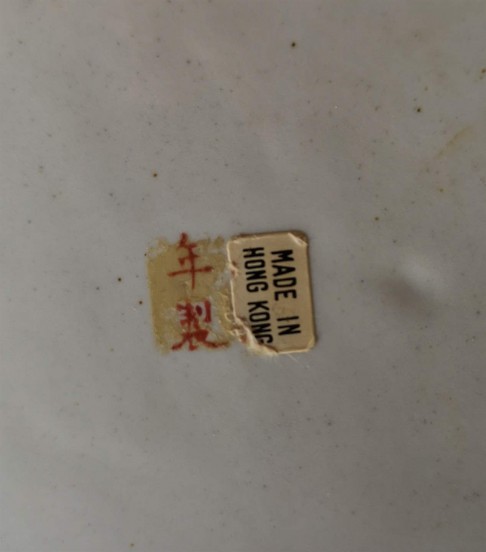 MADE IN
HONG KONG
年
製